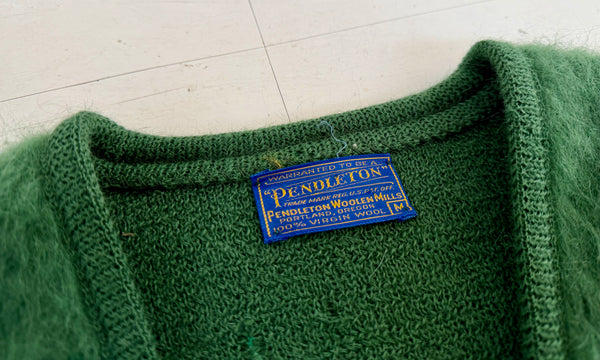 WARRANTED TO BE A
"PENDLETON"
TRADE MARK REG. U.S. PAT. OFF.
PENDLETON WOOLEN MILLS
PORTLAND, OREGON
100% VIRGIN WOOL M